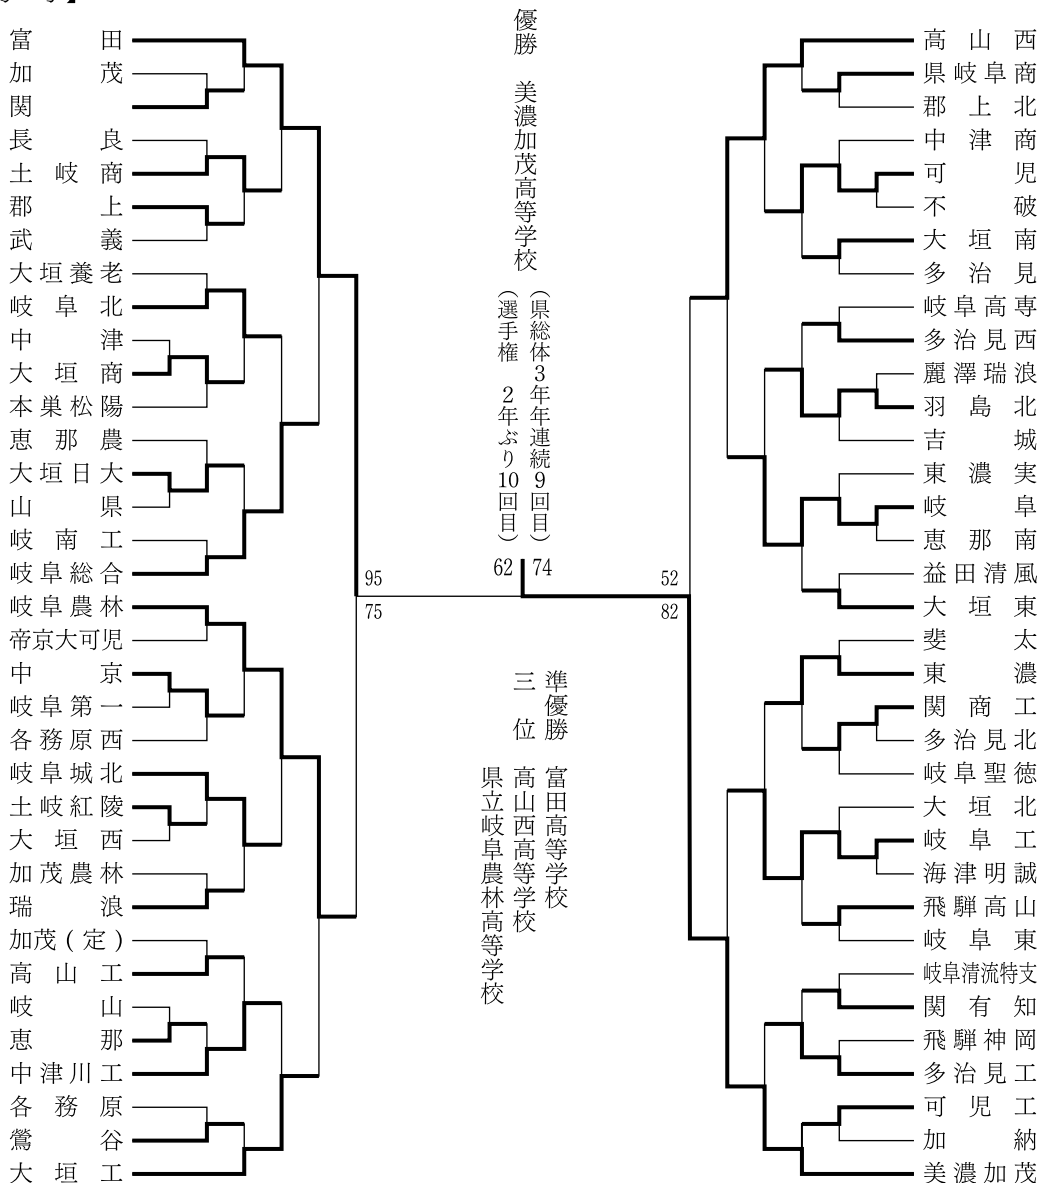 富田
加茂
関
長良
土岐商
郡上
武義
大垣養老
岐阜北
中津
大垣商
本巣松陽
恵那農
大垣日大
山県
岐南工
岐阜総合
岐阜農林
帝京大可児
中京
岐阜第一
各務原西
岐阜城北
土岐紅陵
大垣西
加茂農林
瑞浪
加茂(定)
高山工
岐山
恵那
中津川工
各務原
鶯谷
大垣工
優勝 美濃加茂高等学校
(県総体3年年連続9回目)
(選手権 2年ぶり10回目)
62 74
95
75
52
82
準優勝 富田高等学校
三位 高山西高等学校
県立岐阜農林高等学校
高山西
県岐阜商
郡上北
中津商
可児
不破
大垣南
多治見
岐阜高専
多治見西
麗澤瑞浪
羽島北
吉城
東濃実
岐阜
恵那南
益田清風
大垣東
斐太
東濃
関商工
多治見北
岐阜聖徳
大垣北
岐阜工
海津明誠
飛騨高山
岐阜東
岐阜清流特支
関有知
飛騨神岡
多治見工
可児工
加納
美濃加茂